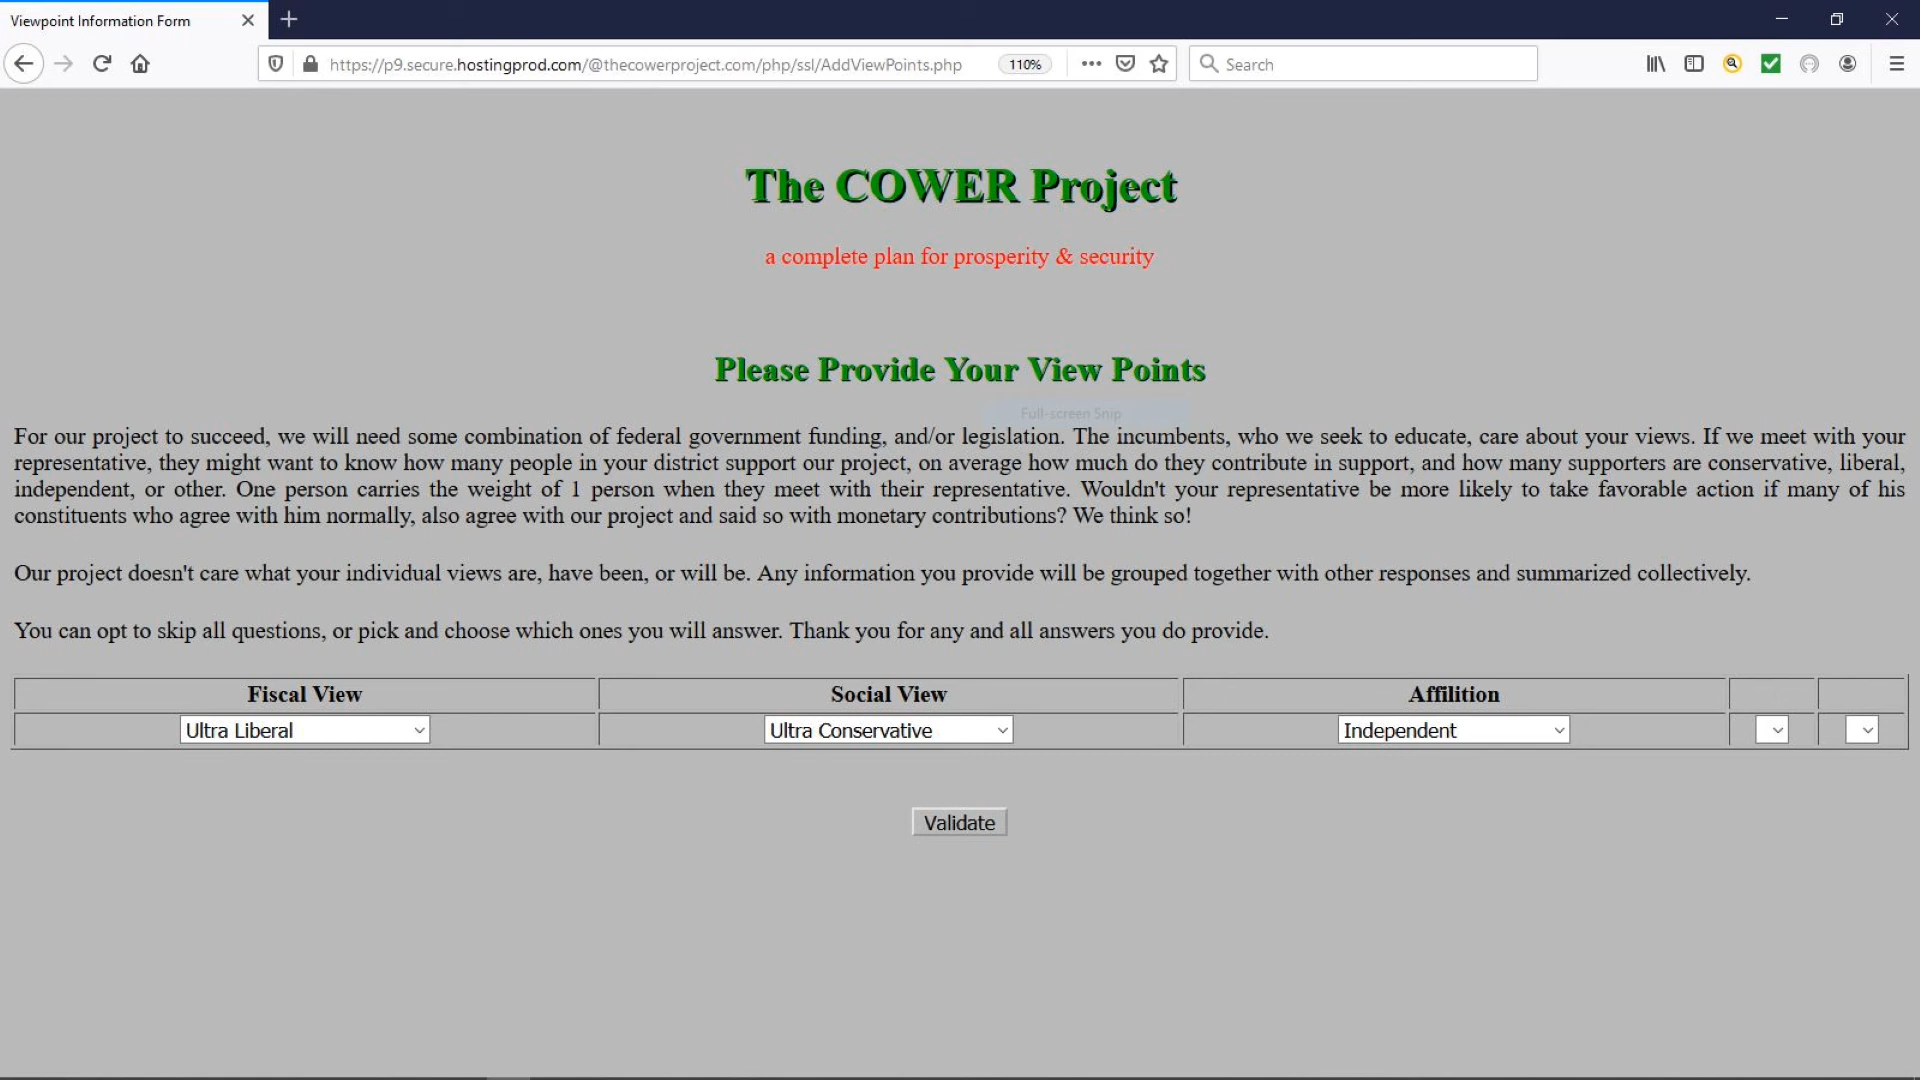 Viewpoint Information Form
https://p9.secure.hostingprod.com/@thecowerproject.com/php/ssl/AddViewPoints.php
110%
Search
The COWER Project
a complete plan for prosperity & security
Please Provide Your View Points
Full-screen Snip
For our project to succeed, we will need some combination of federal government funding, and/or legislation. The incumbents, who we seek to educate, care about your views. If we meet with your
representative, they might want to know how many people in your district support our project, on average how much do they contribute in support, and how many supporters are conservative, liberal,
independent, or other. One person carries the weight of 1 person when they meet with their representative. Wouldn't your representative be more likely to take favorable action if many of his
constituents who agree with him normally, also agree with our project and said so with monetary contributions? We think so!
Our project doesn't care what your individual views are, have been, or will be. Any information you provide will be grouped together with other responses and summarized collectively.
You can opt to skip all questions, or pick and choose which ones you will answer. Thank you for any and all answers you do provide.
Fiscal View Social View Affilition
Ultra Liberal Ultra Conservative Independent
Validate